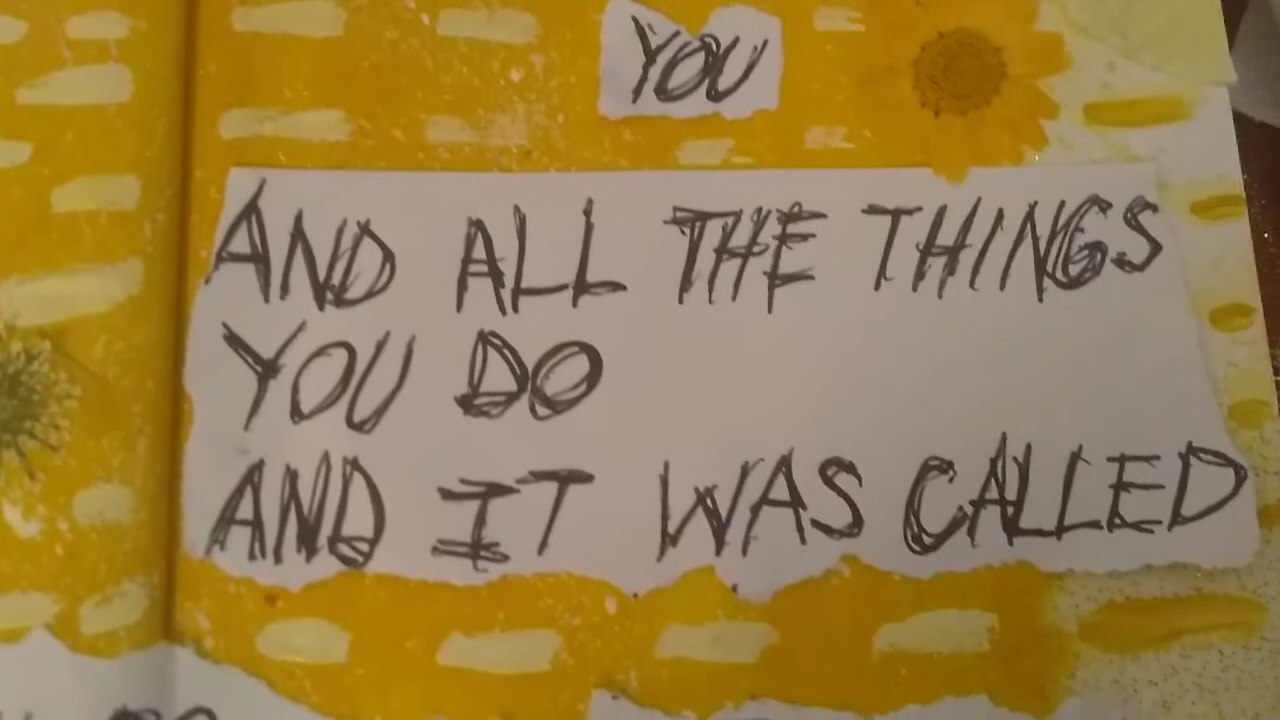 YOU
AND ALL THE THINGS
YOU DO
AND IT WAS CALLED